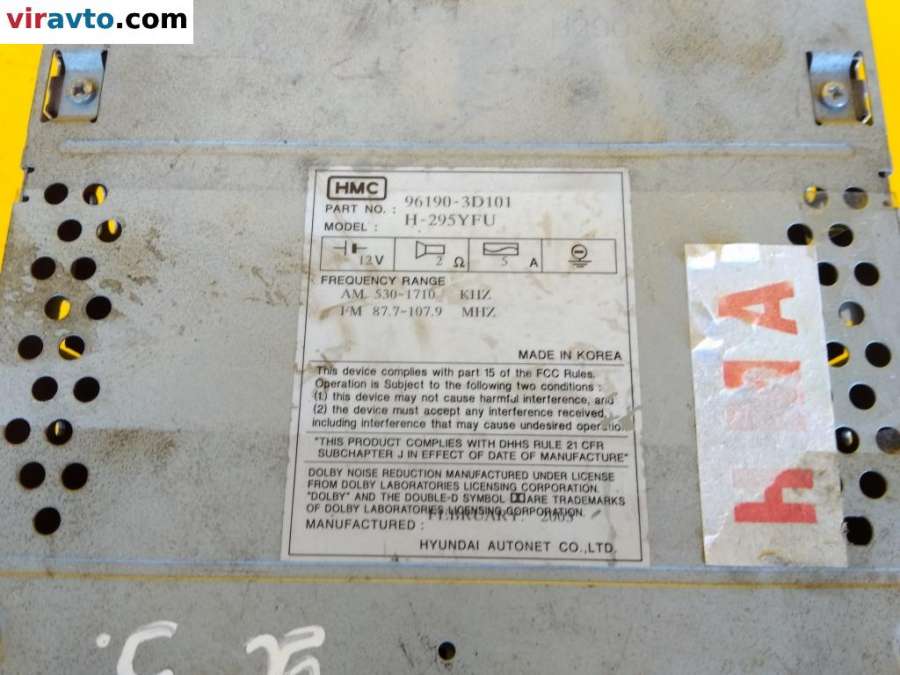 viravto.com
HMC
PART NO. : 96190-3D101
MODEL : H-295YFU
12V 2 Ω 5 A
FREQUENCY RANGE
AM 530-1710 KHZ
FM 87.7-107.9 MHZ
MADE IN KOREA
This device complies with part 15 of the FCC Rules.
Operation is Subject to the following two conditions :
(1) this device may not cause harmful interference, and
(2) the device must accept any interference received,
including interference that may cause undesired operation.
"THIS PRODUCT COMPLIES WITH DHHS RULE 21 CFR
SUBCHAPTER J IN EFFECT OF DATE OF MANUFACTURE"
DOLBY NOISE REDUCTION MANUFACTURED UNDER LICENSE
FROM DOLBY LABORATORIES LICENSING CORPORATION.
"DOLBY" AND THE DOUBLE-D SYMBOL ARE TRADEMARKS
OF DOLBY LABORATORIES LICENSING CORPORATION.
MANUFACTURED : FEBRUARY. 2003
HYUNDAI AUTONET CO.,LTD.